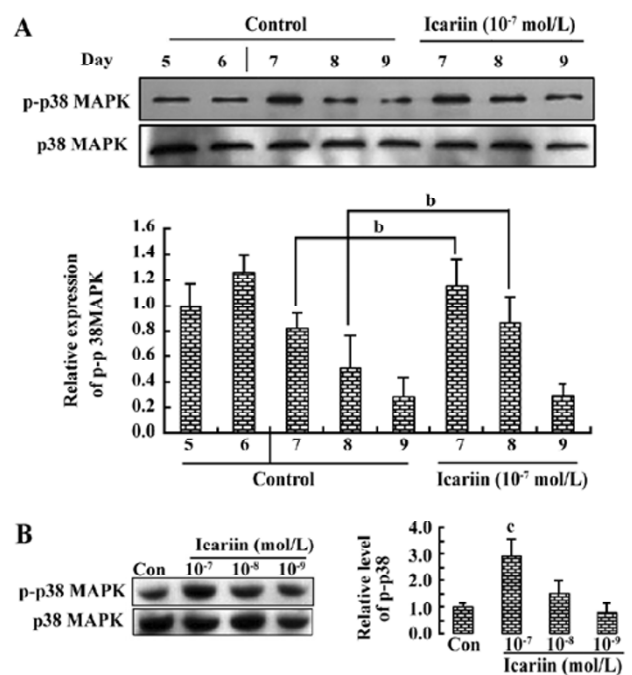 A
Control
Icariin (10⁻⁷ mol/L)
Day 5 6 7 8 9 7 8 9
p-p38 MAPK
p38 MAPK
b
b
Relative expression
of p-p 38MAPK
1.6
1.4
1.2
1.0
0.8
0.6
0.4
0.2
0.0
5 6 7 8 9 7 8 9
Control
Icariin (10⁻⁷ mol/L)
B
Icariin (mol/L)
Con 10⁻⁷ 10⁻⁸ 10⁻⁹
p-p38 MAPK
p38 MAPK
c
Relative level
of p-p38
4.0
3.0
2.0
1.0
0.0
Con 10⁻⁷ 10⁻⁸ 10⁻⁹
Icariin (mol/L)